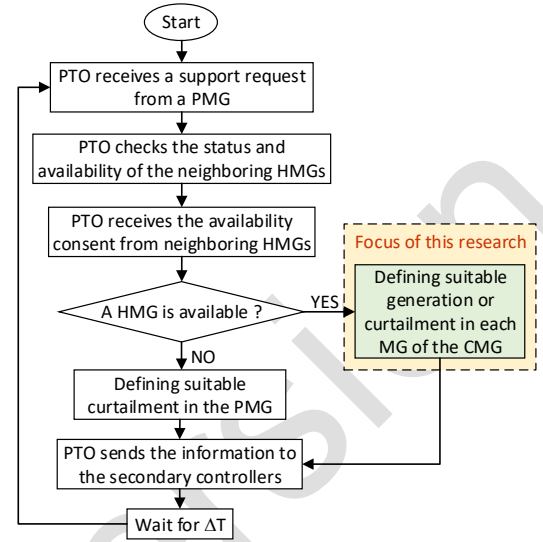 Start
PTO receives a support request
from a PMG
PTO checks the status and
availability of the neighboring HMGs
PTO receives the availability
consent from neighboring HMGs
Focus of this research
A HMG is available ?
YES
Defining suitable
generation or
curtailment in each
MG of the CMG
NO
Defining suitable
curtailment in the PMG
PTO sends the information to
the secondary controllers
Wait for ΔT